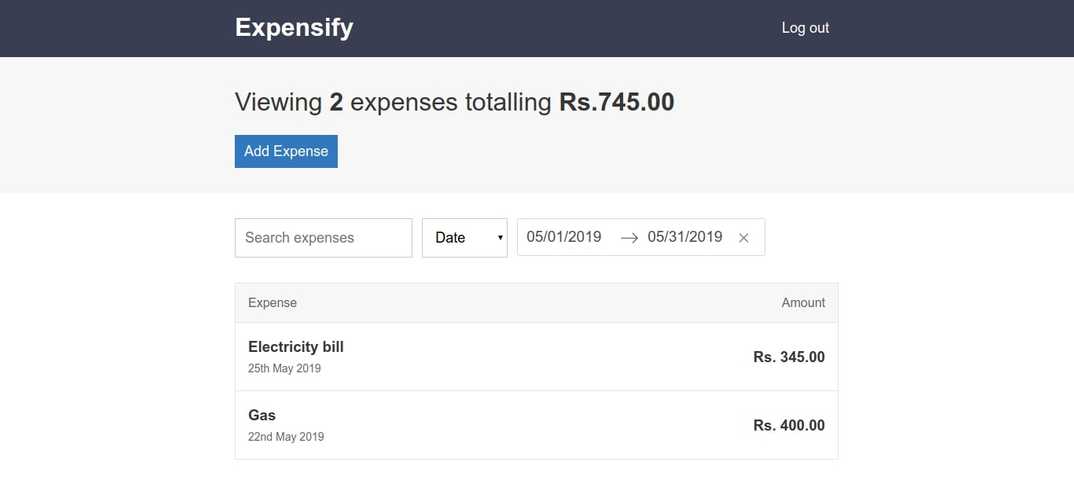 Expensify Log out
Viewing 2 expenses totalling Rs.745.00
Add Expense
Search expenses Date 05/01/2019 → 05/31/2019
Expense Amount
Electricity bill
25th May 2019
Rs. 345.00
Gas
22nd May 2019
Rs. 400.00